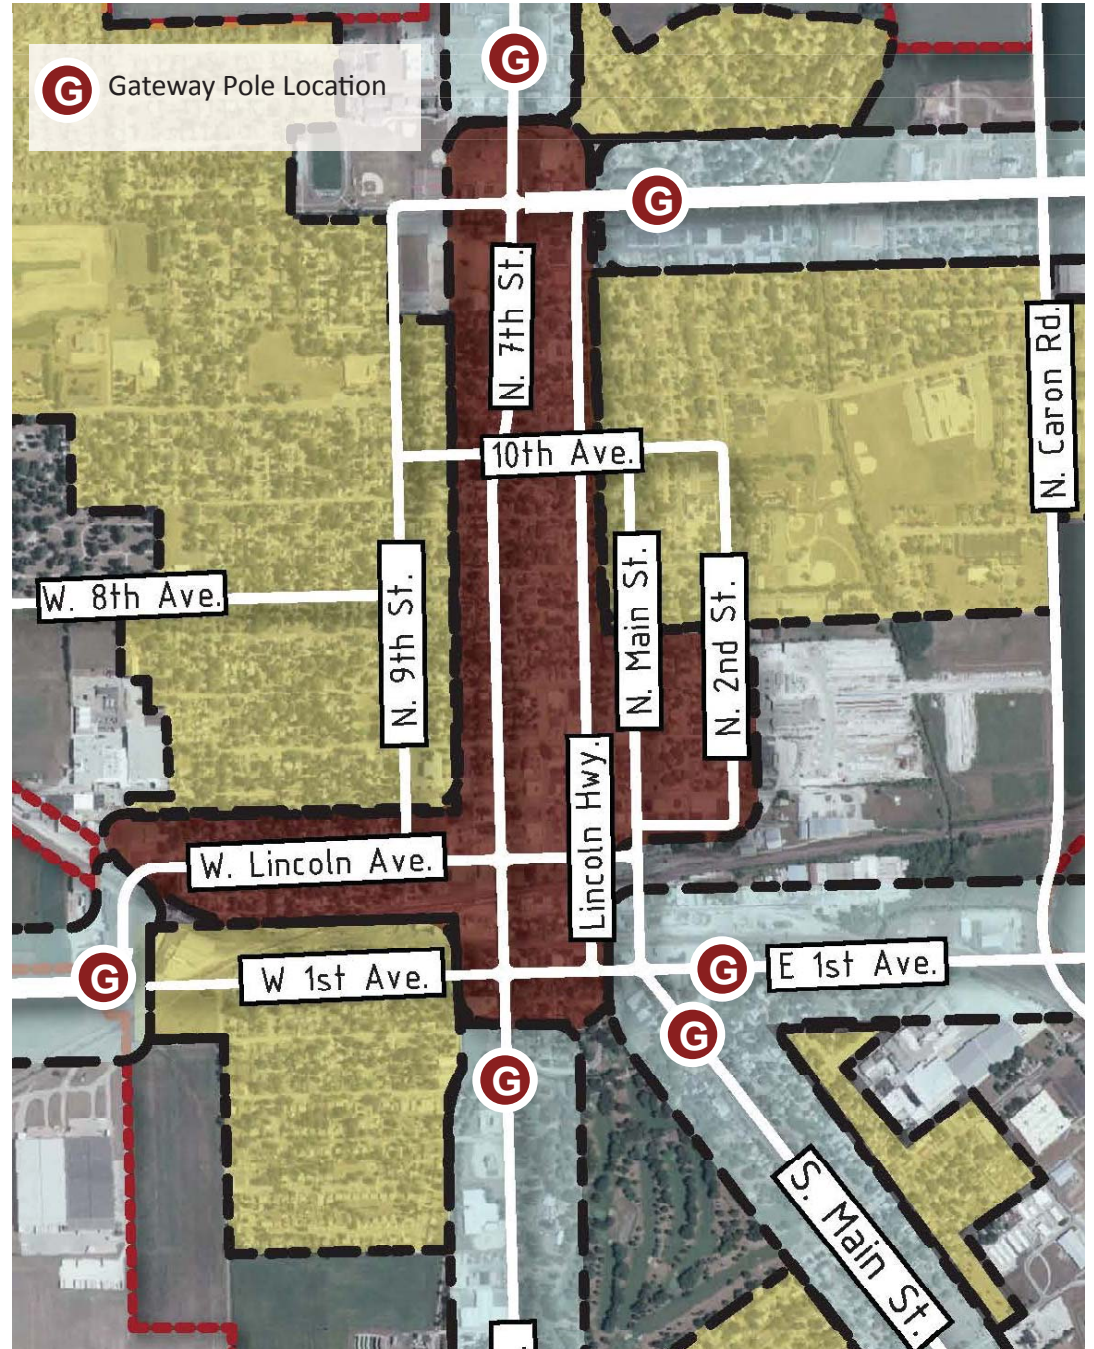 G
G Gateway Pole Location
G
N. 7th St.
N. Caron Rd.
10th Ave.
W. 8th Ave.
N. 9th St.
N. Main St.
N. 2nd St.
Lincoln Hwy.
W. Lincoln Ave.
G
W 1st Ave.
G
E 1st Ave.
G
G
S. Main St.